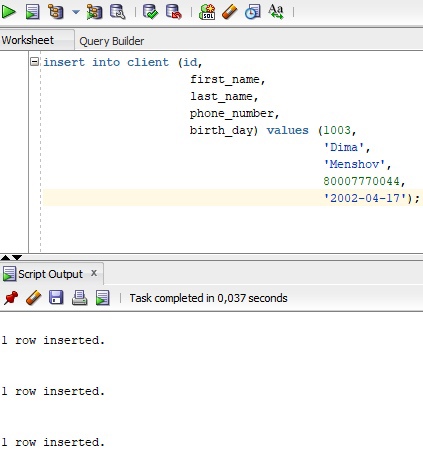 Worksheet Query Builder
insert into client (id,
first_name,
last_name,
phone_number,
birth_day) values (1003,
'Dima',
'Menshov',
80007770044,
'2002-04-17');
Script Output x
Task completed in 0,037 seconds
1 row inserted.
1 row inserted.
1 row inserted.